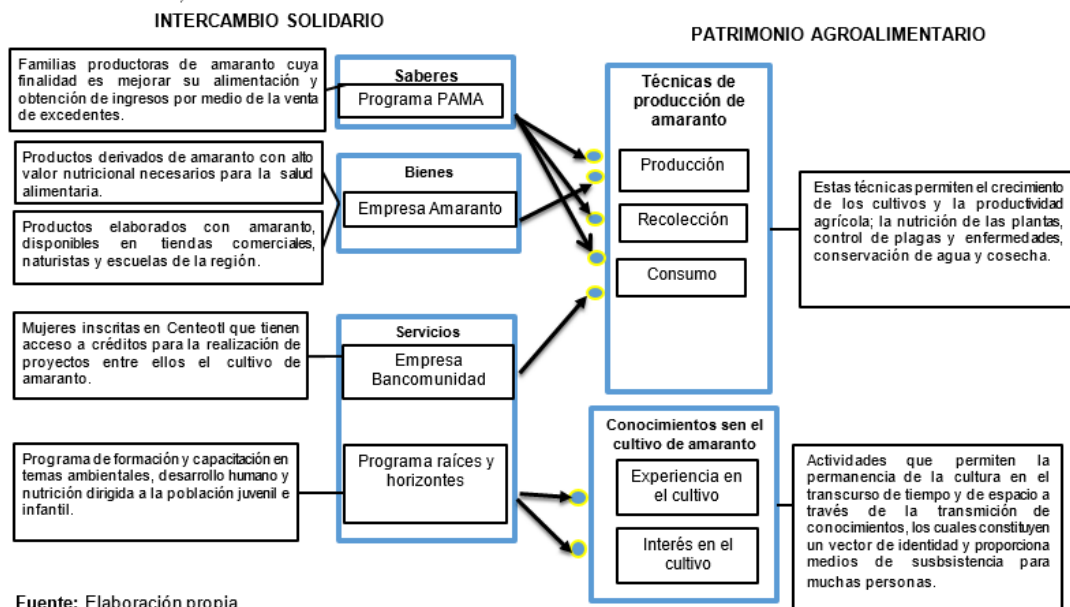 INTERCAMBIO SOLIDARIO
PATRIMONIO AGROALIMENTARIO
Familias productoras de amaranto cuya
finalidad es mejorar su alimentación y
obtención de ingresos por medio de la venta
de excedentes.
Saberes
Programa PAMA
Productos derivados de amaranto con alto
valor nutricional necesarios para la salud
alimentaria.
Productos elaborados con amaranto,
disponibles en tiendas comerciales,
naturistas y escuelas de la región.
Bienes
Empresa Amaranto
Mujeres inscritas en Centeotl que tienen
acceso a créditos para la realización de
proyectos entre ellos el cultivo de
amaranto.
Servicios
Empresa
Bancomunidad
Programa de formación y capacitación en
temas ambientales, desarrollo humano y
nutrición dirigida a la población juvenil e
infantil.
Programa raíces y
horizontes
Técnicas de
producción de
amaranto
Producción
Recolección
Consumo
Estas técnicas permiten el crecimiento
de los cultivos y la productividad
agrícola; la nutrición de las plantas,
control de plagas y enfermedades,
conservación de agua y cosecha.
Conocimientos sen el
cultivo de amaranto
Experiencia en
el cultivo
Interés en el
cultivo
Actividades que permiten la
permanencia de la cultura en el
transcurso de tiempo y de espacio a
través de la transmición de
conocimientos, los cuales constituyen
un vector de identidad y proporciona
medios de susbsistencia para
muchas personas.
Fuente: Elaboración propia